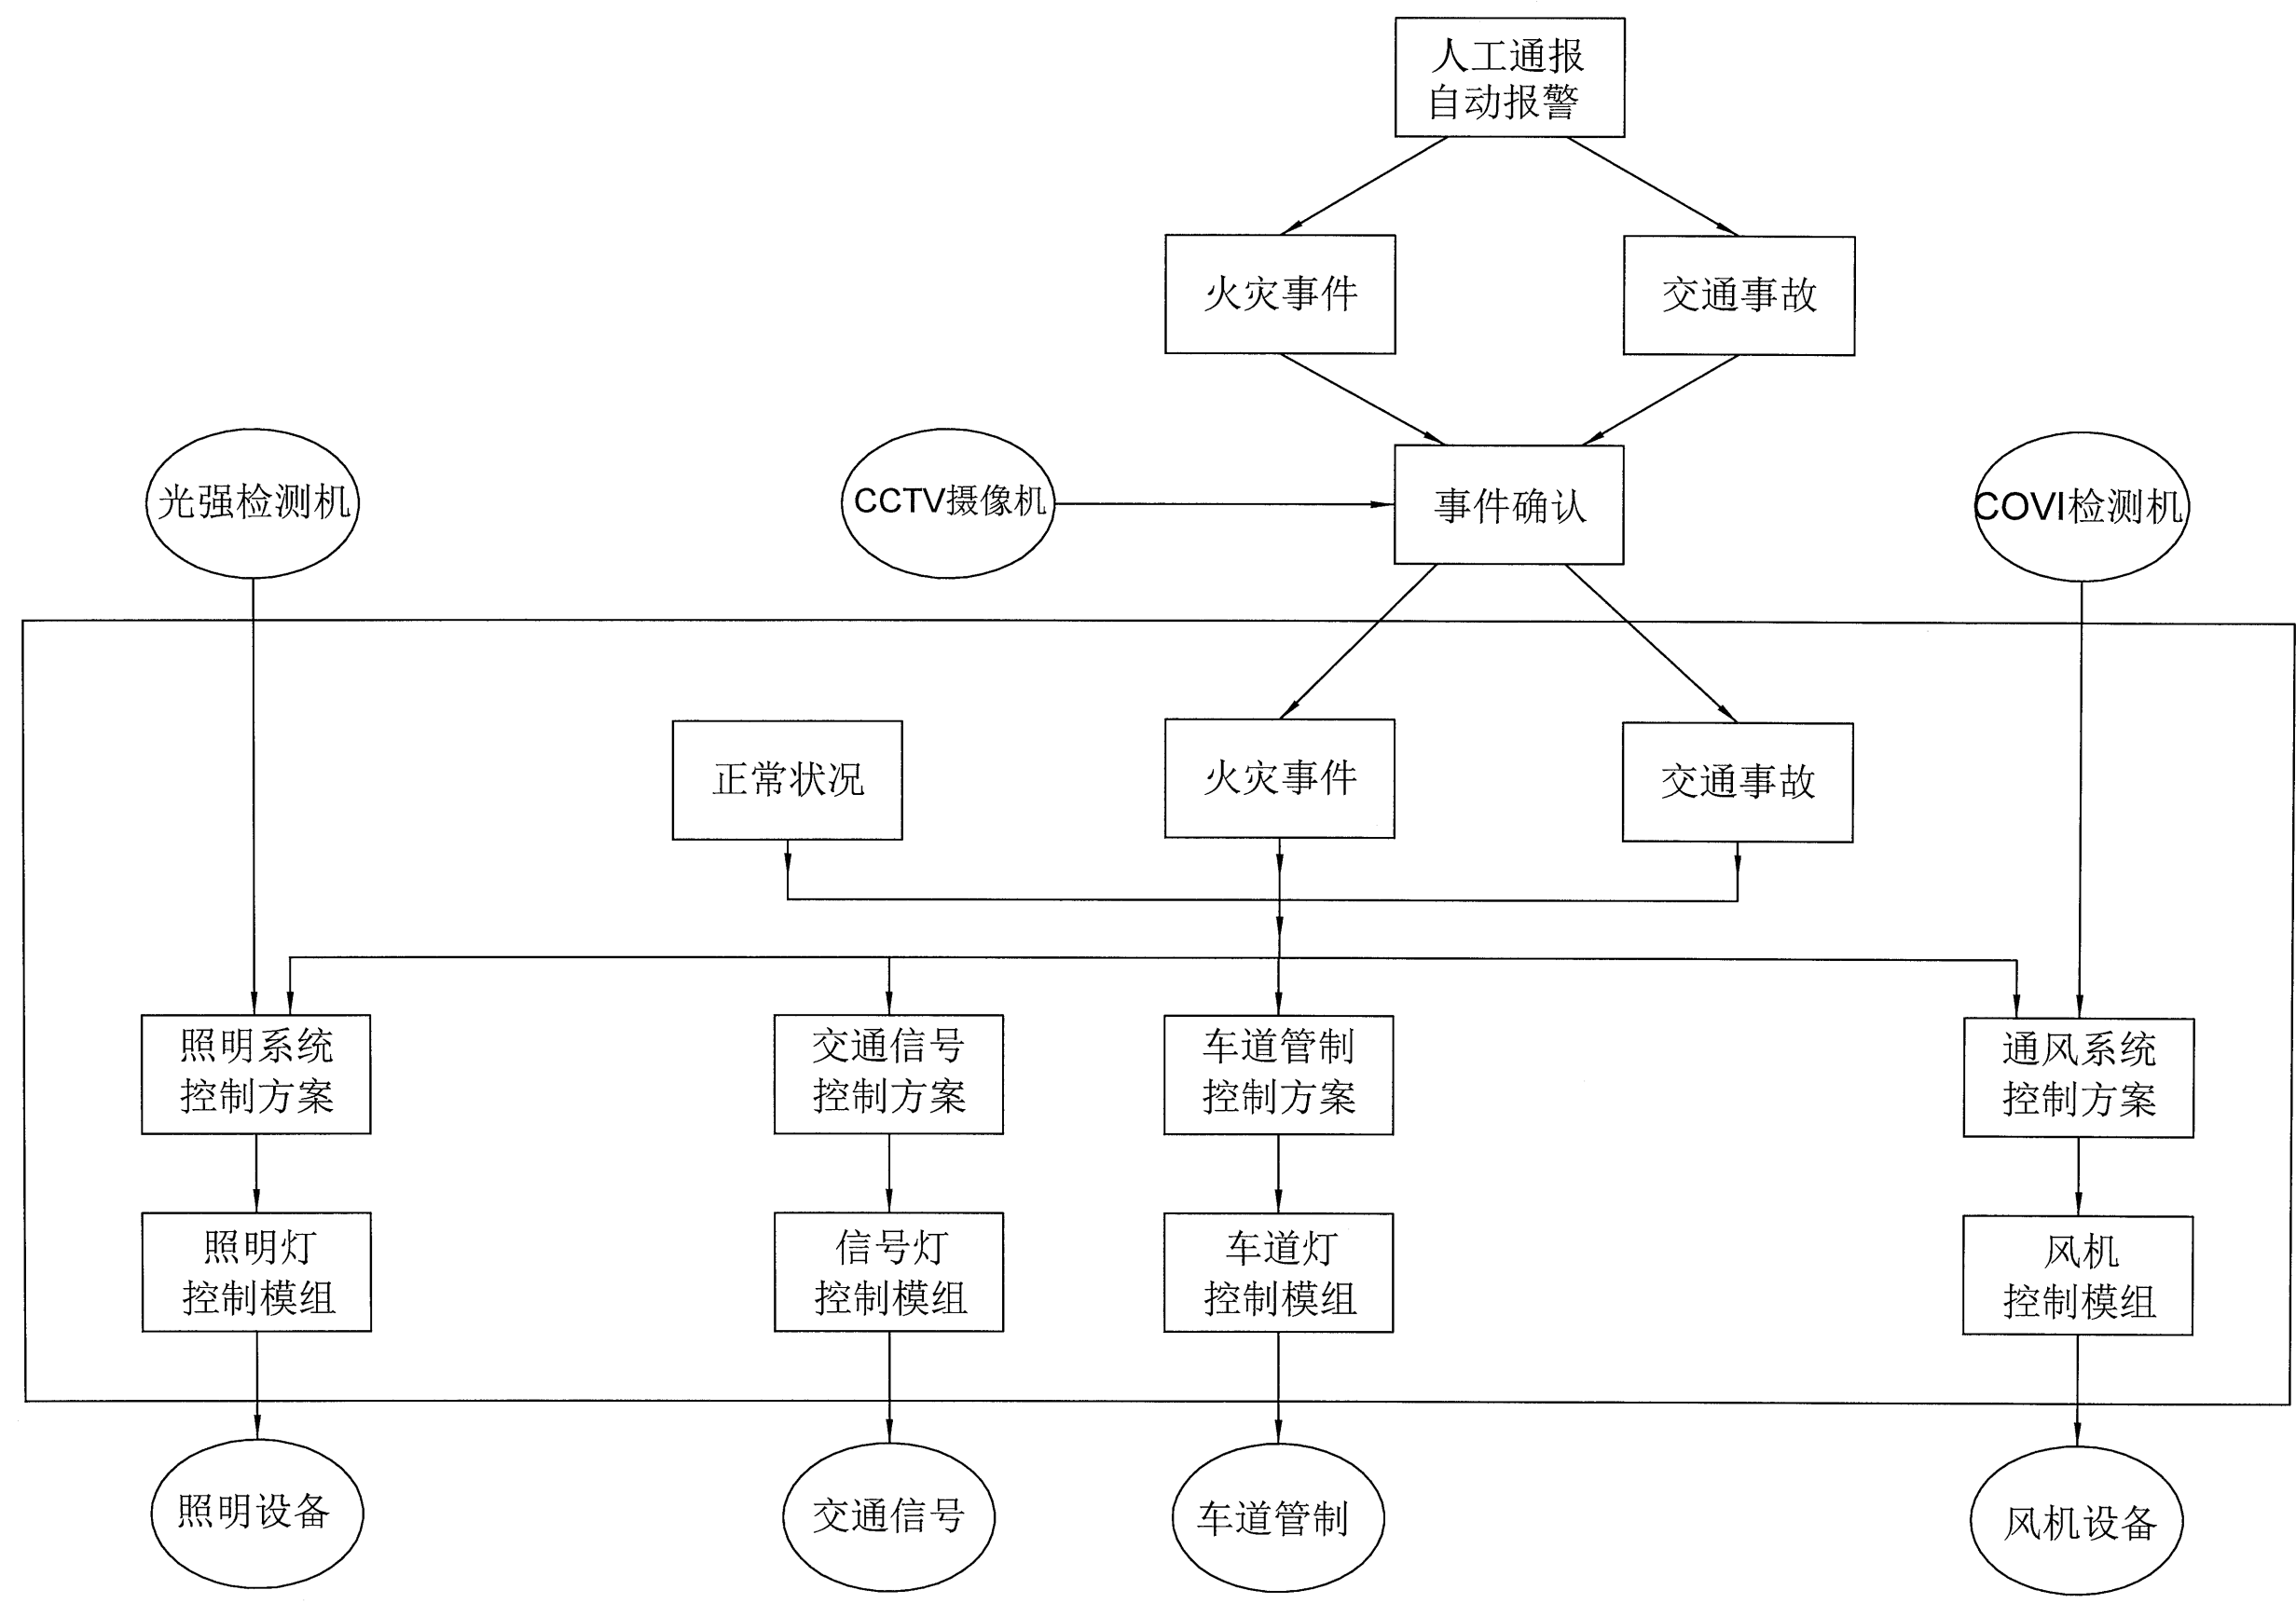 人工通报
自动报警
火灾事件
交通事故
光强检测机
CCTV摄像机
事件确认
COVI检测机
正常状况
火灾事件
交通事故
照明系统
控制方案
交通信号
控制方案
车道管制
控制方案
通风系统
控制方案
照明灯
控制模组
信号灯
控制模组
车道灯
控制模组
风机
控制模组
照明设备
交通信号
车道管制
风机设备